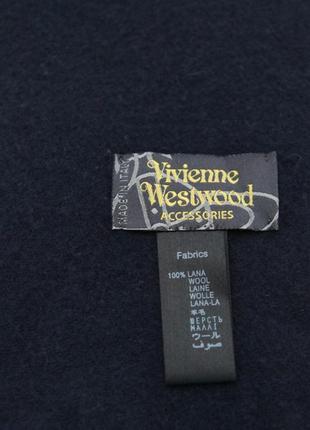 MADE IN ITALY
Vivienne
Westwood
ACCESSORIES
Fabrics
100% LANA
WOOL
LAINE
WOLLE
LANA-LA
羊毛
ШЕРСТЬ
ΜΑΛΛΙ
ウール
صوف